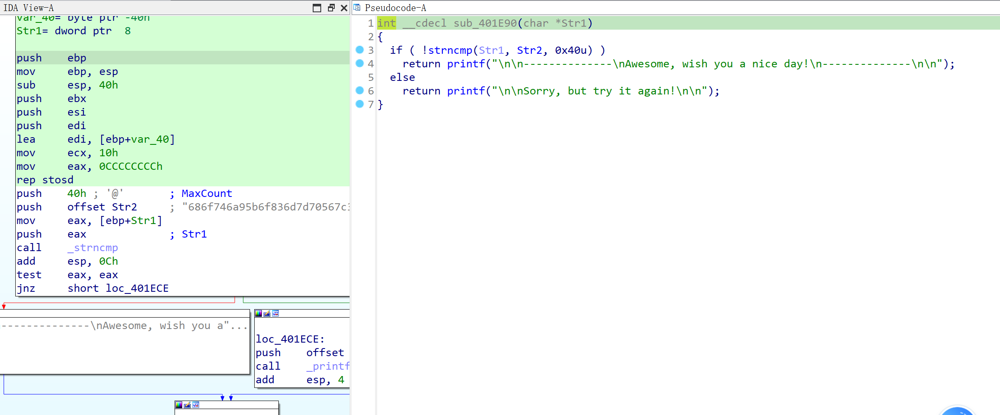 IDA View-A
var_40= byte ptr -40h
Str1= dword ptr  8
push    ebp
mov     ebp, esp
sub     esp, 40h
push    ebx
push    esi
push    edi
lea     edi, [ebp+var_40]
mov     ecx, 10h
mov     eax, 0CCCCCCCCh
rep stosd
push    40h ; '@'       ; MaxCount
push    offset Str2     ; "686f746a95b6f836d7d70567c3
mov     eax, [ebp+Str1]
push    eax             ; Str1
call    _strncmp
add     esp, 0Ch
test    eax, eax
jnz     short loc_401ECE
--------------\nAwesome, wish you a"...
loc_401ECE:
push    offset
call    _printf
add     esp, 4
Pseudocode-A
1 int __cdecl sub_401E90(char *Str1)
2 {
3   if ( !strncmp(Str1, Str2, 0x40u) )
4     return printf("\n\n--------------\nAwesome, wish you a nice day!\n--------------\n\n");
5   else
6     return printf("\n\nSorry, but try it again!\n\n");
7 }